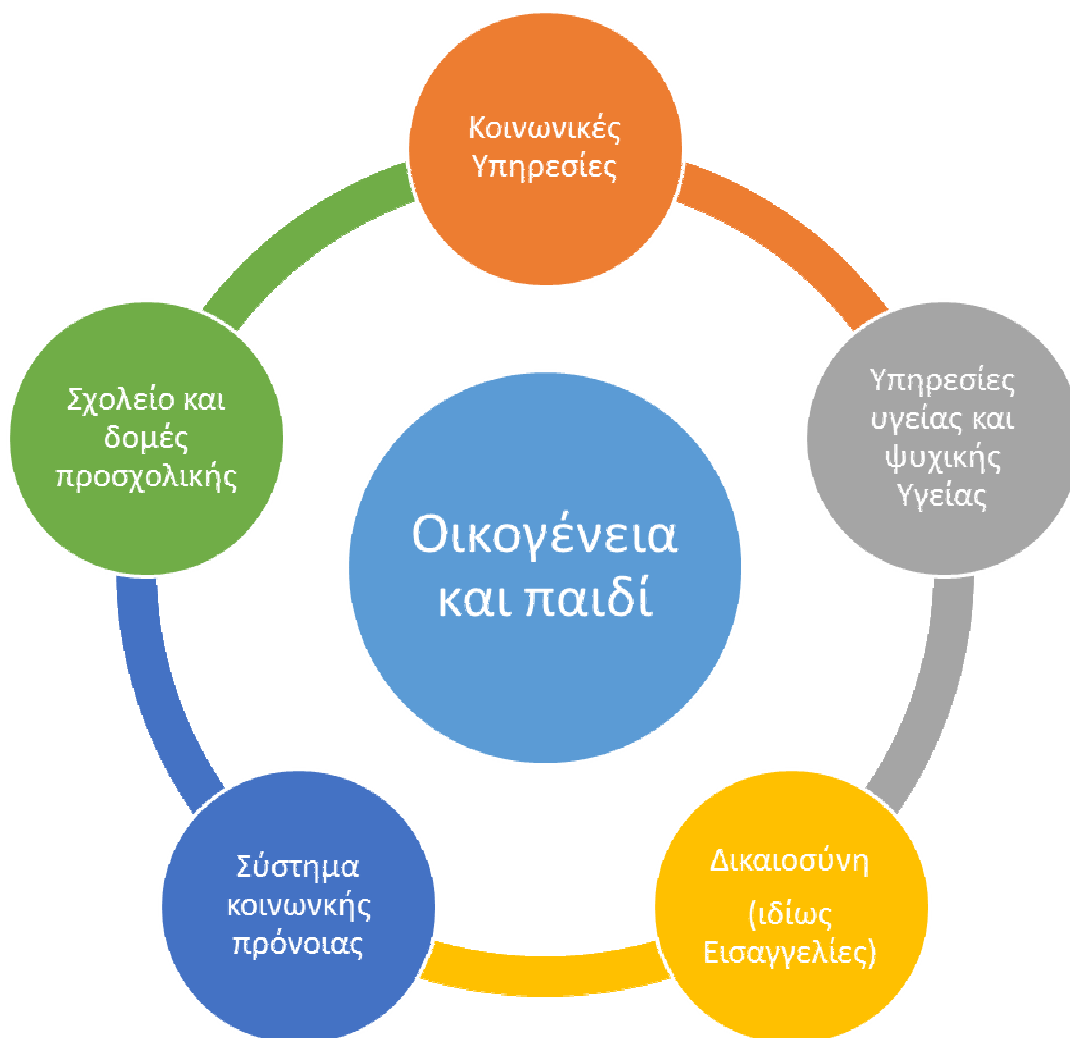 Κοινωνικές
Υπηρεσίες
Υπηρεσίες
υγείας και
ψυχικής
Υγείας
Δικαιοσύνη
(ιδίως
Εισαγγελίες)
Σύστημα
κοινωνκής
πρόνοιας
Σχολείο και
δομές
προσχολικής
Οικογένεια
και παιδί